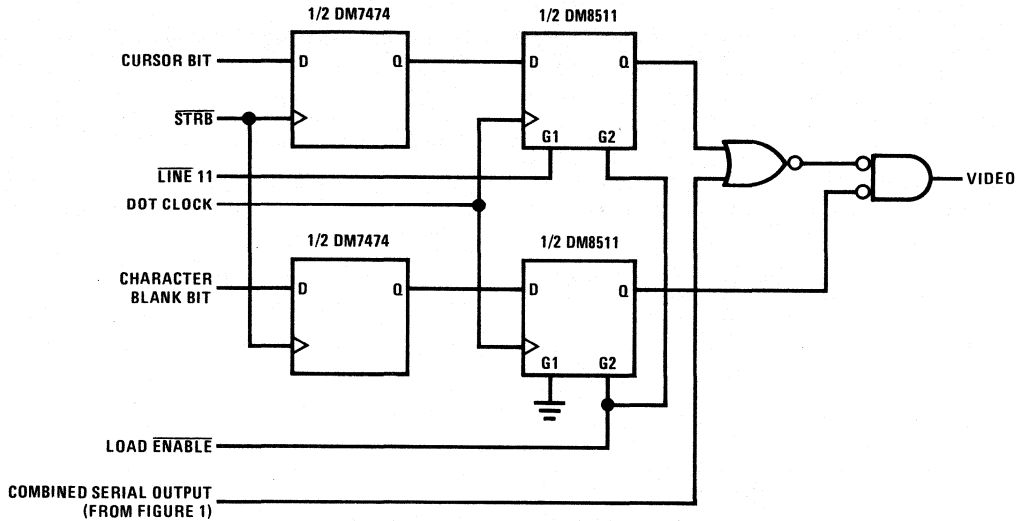 1/2 DM7474
1/2 DM8511
CURSOR BIT
D
Q
D
Q
STRB
G1
G2
LINE 11
DOT CLOCK
VIDEO
1/2 DM7474
1/2 DM8511
CHARACTER
BLANK BIT
D
Q
D
Q
G1
G2
LOAD ENABLE
COMBINED SERIAL OUTPUT
(FROM FIGURE 1)